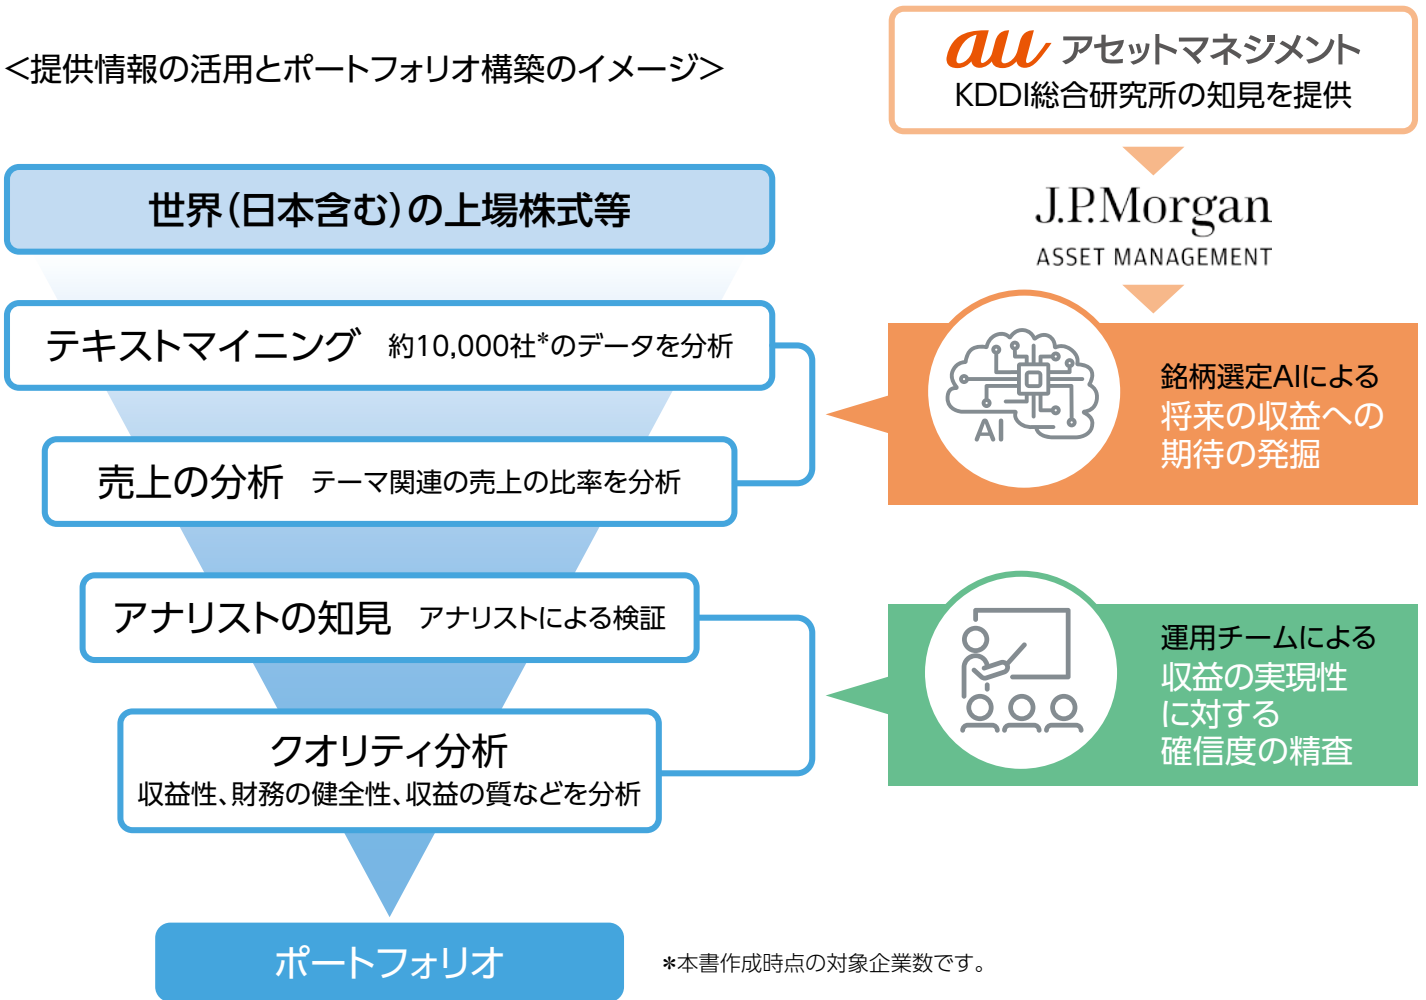 <提供情報の活用とポートフォリオ構築のイメージ>
au アセットマネジメント
KDDI総合研究所の知見を提供
J.P.Morgan
ASSET MANAGEMENT
世界(日本含む)の上場株式等
テキストマイニング 約10,000社*のデータを分析
売上の分析 テーマ関連の売上の比率を分析
AI
銘柄選定AIによる
将来の収益への
期待の発掘
アナリストの知見 アナリストによる検証
クオリティ分析
収益性、財務の健全性、収益の質などを分析
運用チームによる
収益の実現性
に対する
確信度の精査
ポートフォリオ
*本書作成時点の対象企業数です。